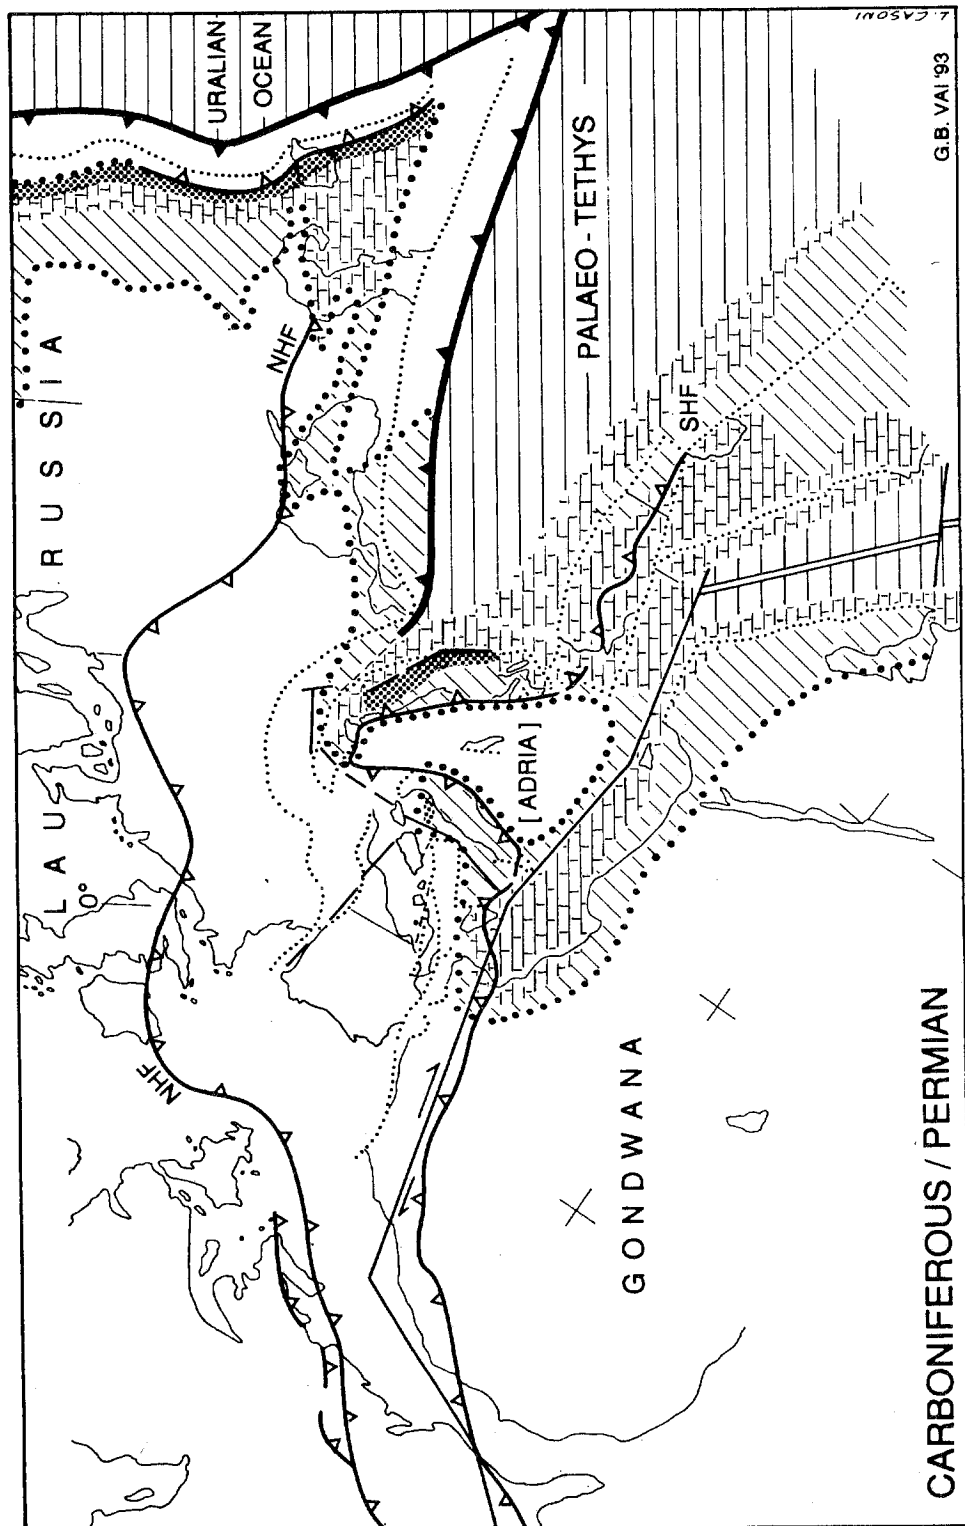 LAURUSSIA
0°
URALIAN
OCEAN
NHF
NHF
PALAEO - TETHYS
SHF
[ ADRIA ]
GONDWANA
CARBONIFEROUS / PERMIAN
G.B. VAI '93
L. CASONI